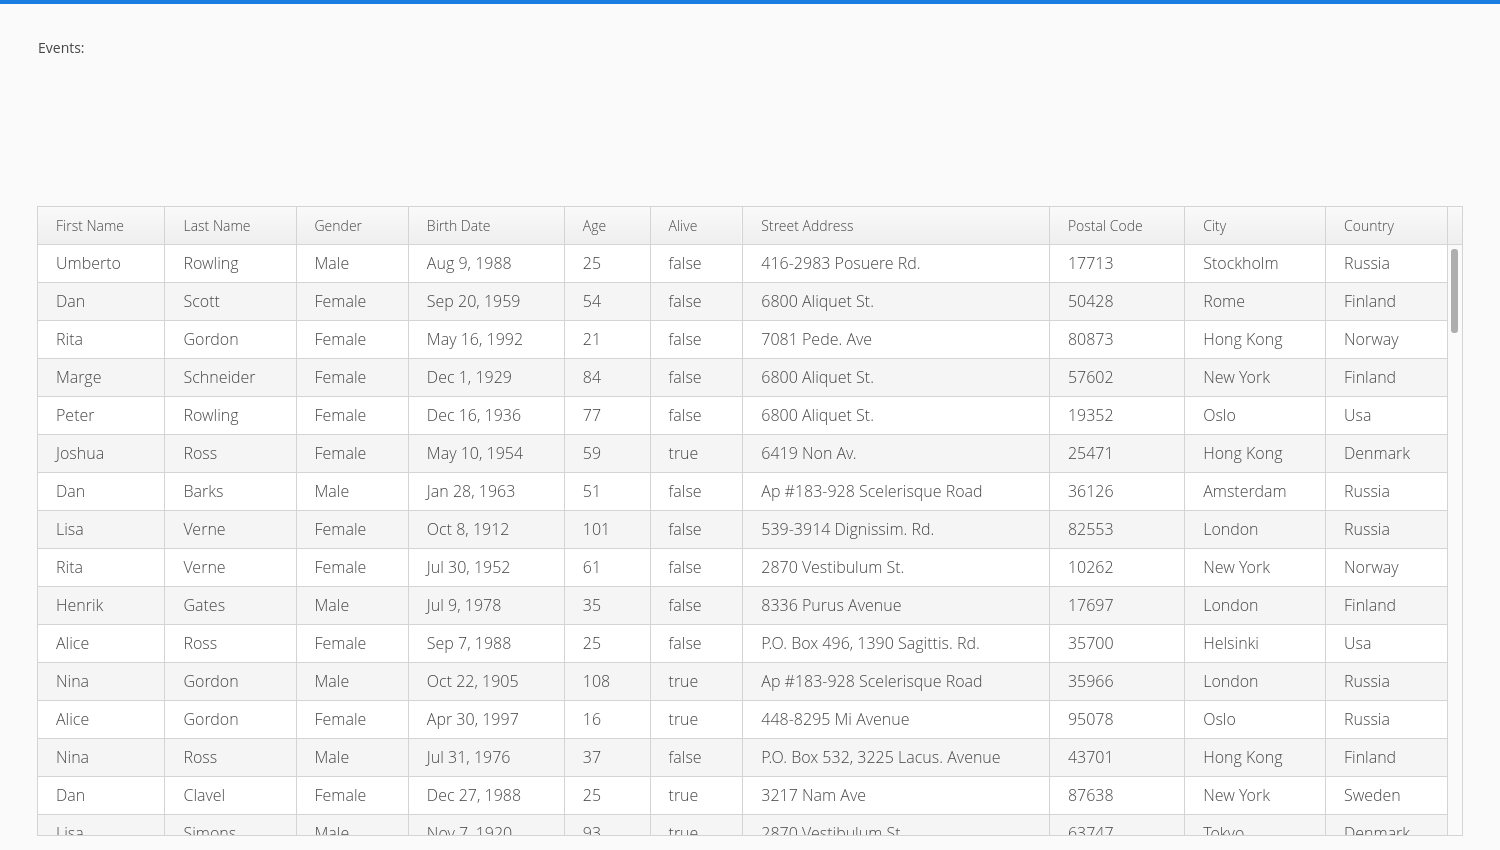 Events:
First Name Last Name Gender Birth Date Age Alive Street Address Postal Code City Country
Umberto Rowling Male Aug 9, 1988 25 false 416-2983 Posuere Rd. 17713 Stockholm Russia
Dan Scott Female Sep 20, 1959 54 false 6800 Aliquet St. 50428 Rome Finland
Rita Gordon Female May 16, 1992 21 false 7081 Pede. Ave 80873 Hong Kong Norway
Marge Schneider Female Dec 1, 1929 84 false 6800 Aliquet St. 57602 New York Finland
Peter Rowling Female Dec 16, 1936 77 false 6800 Aliquet St. 19352 Oslo Usa
Joshua Ross Female May 10, 1954 59 true 6419 Non Av. 25471 Hong Kong Denmark
Dan Barks Male Jan 28, 1963 51 false Ap #183-928 Scelerisque Road 36126 Amsterdam Russia
Lisa Verne Female Oct 8, 1912 101 false 539-3914 Dignissim. Rd. 82553 London Russia
Rita Verne Female Jul 30, 1952 61 false 2870 Vestibulum St. 10262 New York Norway
Henrik Gates Male Jul 9, 1978 35 false 8336 Purus Avenue 17697 London Finland
Alice Ross Female Sep 7, 1988 25 false P.O. Box 496, 1390 Sagittis. Rd. 35700 Helsinki Usa
Nina Gordon Male Oct 22, 1905 108 true Ap #183-928 Scelerisque Road 35966 London Russia
Alice Gordon Female Apr 30, 1997 16 true 448-8295 Mi Avenue 95078 Oslo Russia
Nina Ross Male Jul 31, 1976 37 false P.O. Box 532, 3225 Lacus. Avenue 43701 Hong Kong Finland
Dan Clavel Female Dec 27, 1988 25 true 3217 Nam Ave 87638 New York Sweden
Lisa Simons Male Nov 7, 1920 93 true 2870 Vestibulum St. 63747 Tokyo Denmark